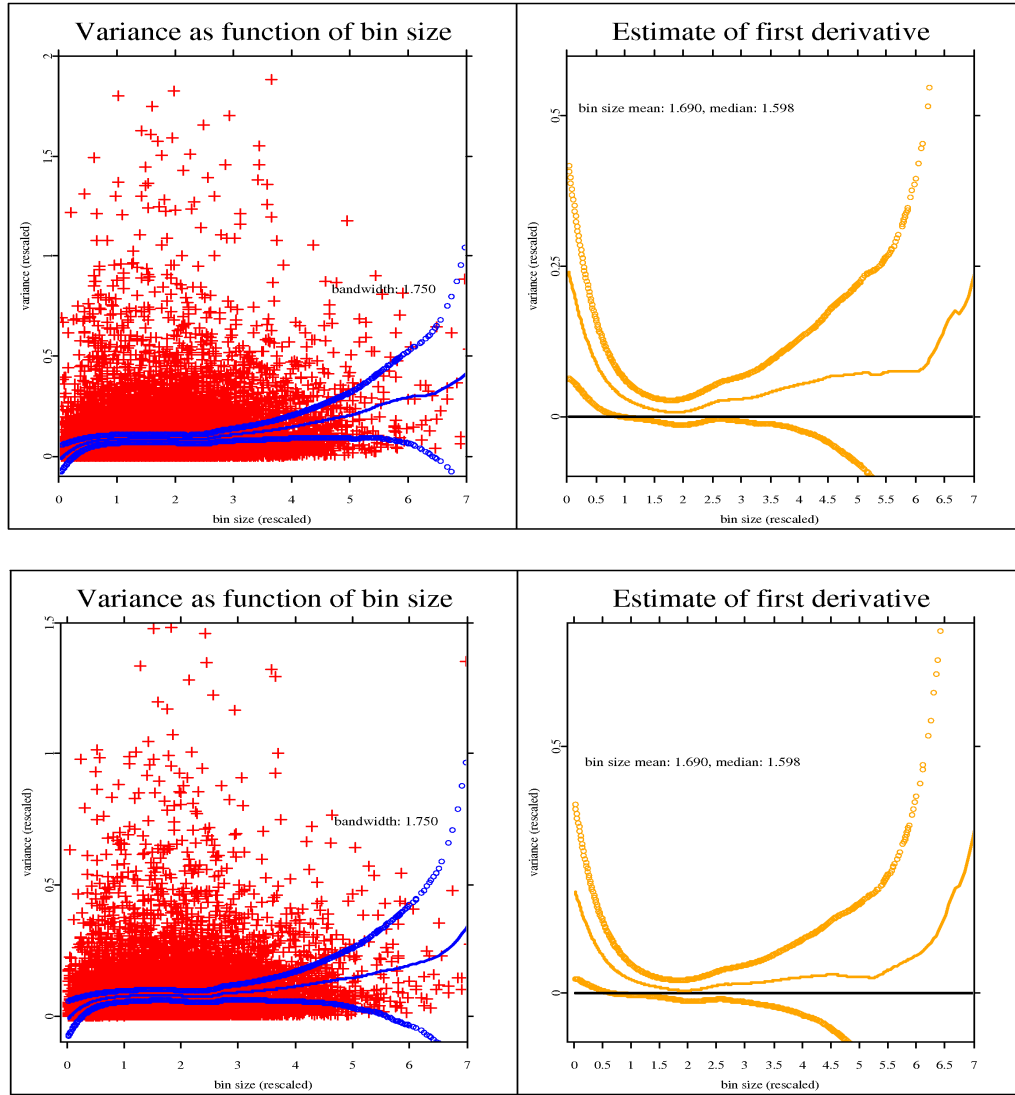 Variance as function of bin size
2
1.5
1
0.5
0
variance (rescaled)
bandwidth: 1.750
0 1 2 3 4 5 6 7
bin size (rescaled)
Estimate of first derivative
0.5
0.25
0
variance (rescaled)
bin size mean: 1.690, median: 1.598
0 0.5 1 1.5 2 2.5 3 3.5 4 4.5 5 5.5 6 6.5 7
bin size (rescaled)
Variance as function of bin size
1.5
1
0.5
0
variance (rescaled)
bandwidth: 1.750
0 1 2 3 4 5 6 7
bin size (rescaled)
Estimate of first derivative
0.5
0
variance (rescaled)
bin size mean: 1.690, median: 1.598
0 0.5 1 1.5 2 2.5 3 3.5 4 4.5 5 5.5 6 6.5 7
bin size (rescaled)